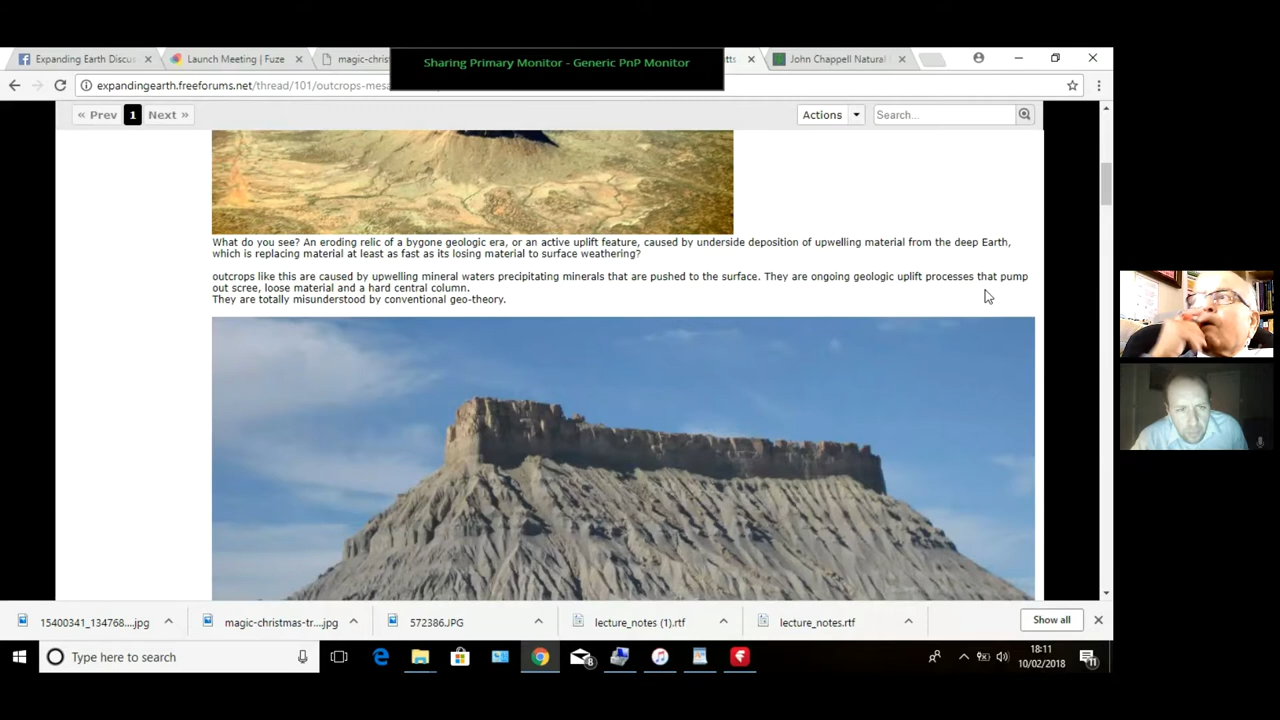 Expanding Earth Discus
Launch Meeting | Fuze
magic-christ
Sharing Primary Monitor - Generic PnP Monitor
tts
John Chappell Natural
expandingearth.freeforums.net/thread/101/outcrops-mesa
« Prev 1 Next »
Actions
Search...
What do you see? An eroding relic of a bygone geologic era, or an active uplift feature, caused by underside deposition of upwelling material from the deep Earth,
which is replacing material at least as fast as its losing material to surface weathering?
outcrops like this are caused by upwelling mineral waters precipitating minerals that are pushed to the surface. They are ongoing geologic uplift processes that pump
out scree, loose material and a hard central column.
They are totally misunderstood by conventional geo-theory.
15400341_134768....jpg
magic-christmas-tr....jpg
572386.JPG
lecture_notes (1).rtf
lecture_notes.rtf
Show all
Type here to search
8
18:11
10/02/2018
11